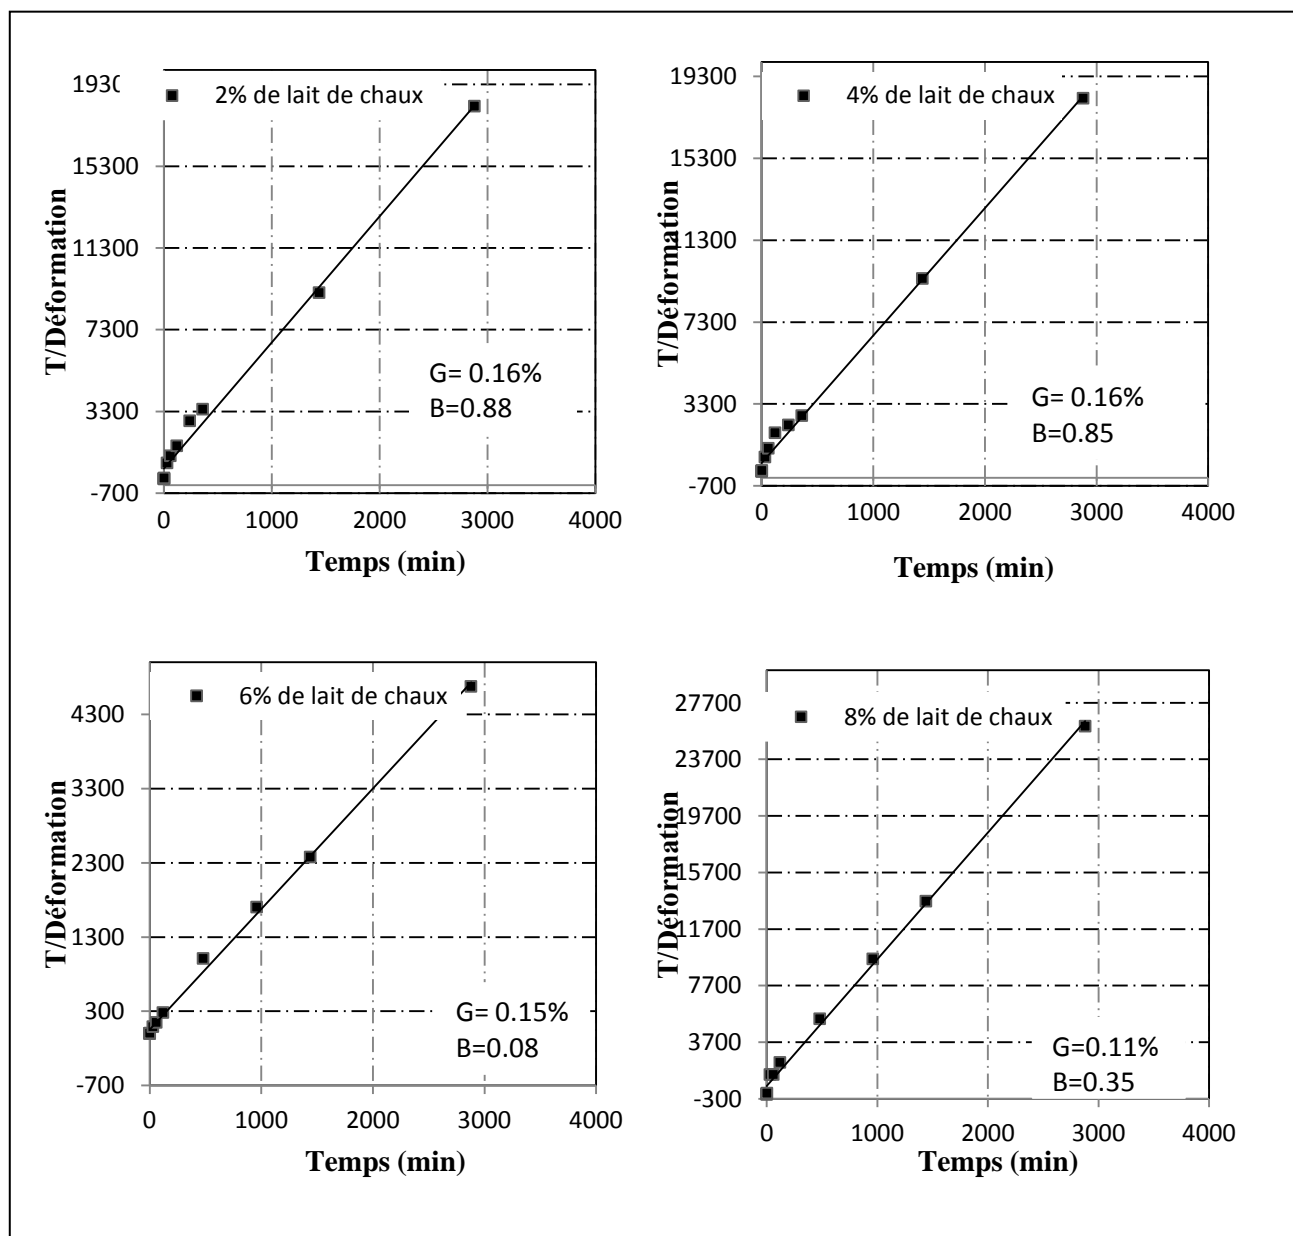 2% de lait de chaux
1930
15300
11300
7300
3300
-700
T/Déformation
G= 0.16%
B=0.88
0 1000 2000 3000 4000
Temps (min)
4% de lait de chaux
19300
15300
11300
7300
3300
-700
T/Déformation
G= 0.16%
B=0.85
0 1000 2000 3000 4000
Temps (min)
6% de lait de chaux
4300
3300
2300
1300
300
-700
T/Déformation
G= 0.15%
B=0.08
0 1000 2000 3000 4000
Temps (min)
8% de lait de chaux
27700
23700
19700
15700
11700
7700
3700
-300
T/Déformation
G=0.11%
B=0.35
0 1000 2000 3000 4000
Temps (min)